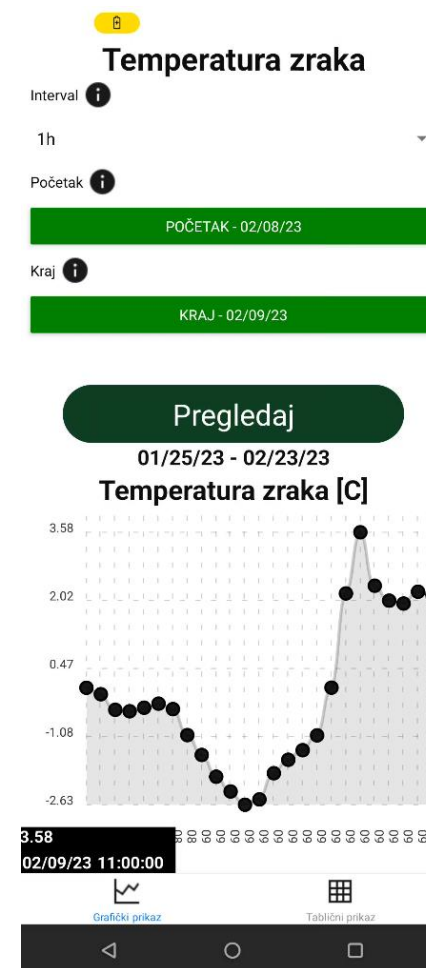 Temperatura zraka
Interval
1h
Početak
POČETAK - 02/08/23
Kraj
KRAJ - 02/09/23
Pregledaj
01/25/23 - 02/23/23
Temperatura zraka [C]
3.58
2.02
0.47
-1.08
-2.63
3.58
02/09/23 11:00:00
Grafički prikaz
Tablični prikaz